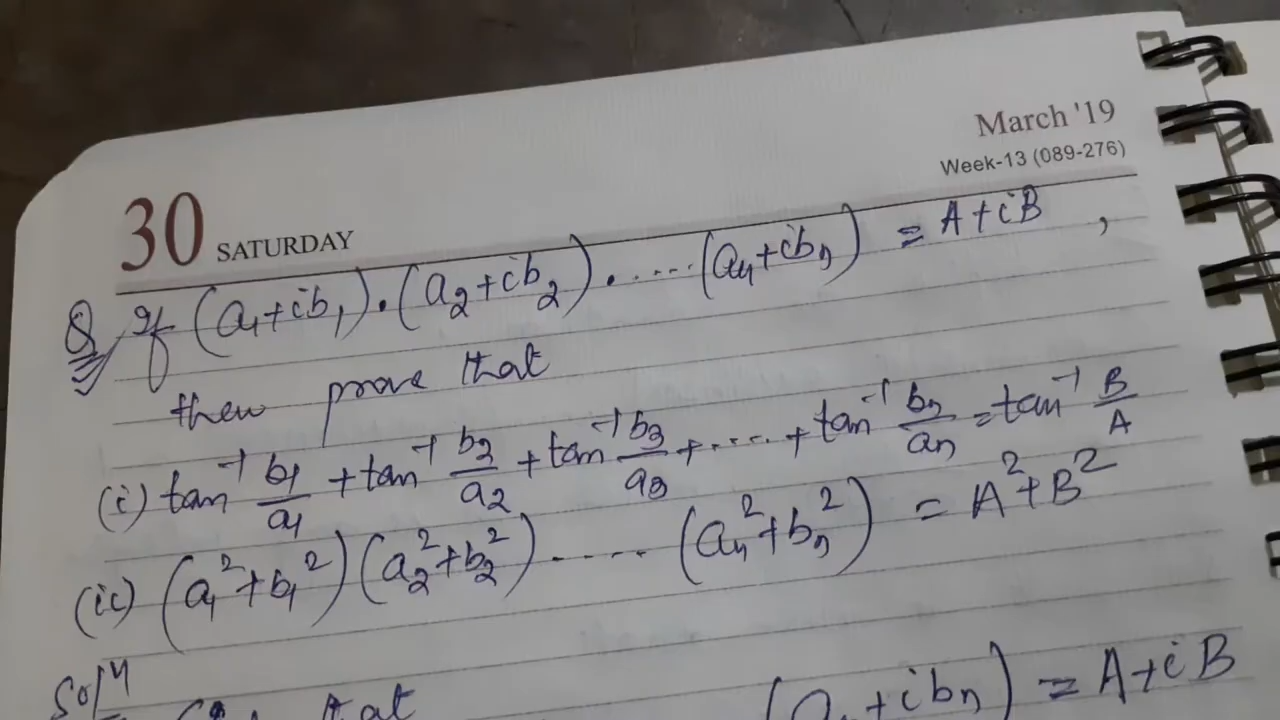 March '19
Week-13 (089-276)
30 SATURDAY
Q. If (a₁+ib₁).(a₂+ib₂)......(aₙ+ibₙ) = A+iB ,
then prove that
(i) tan⁻¹ b₁/a₁ + tan⁻¹ b₂/a₂ + tan⁻¹ b₃/a₃ + ..... + tan⁻¹ bₙ/aₙ = tan⁻¹ B/A
(ii) (a₁²+b₁²)(a₂²+b₂²)..... (aₙ²+bₙ²) = A²+B²
Solⁿ
that (aₙ+ibₙ) = A+iB